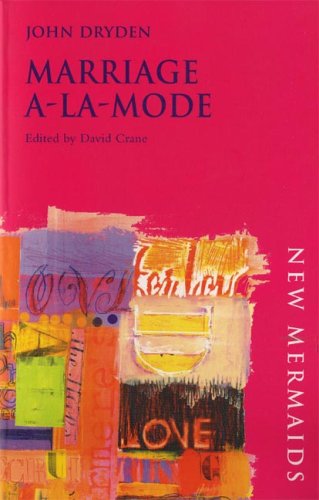 JOHN DRYDEN
MARRIAGE
A-LA-MODE
Edited by David Crane
NEW MERMAIDS
LOVE